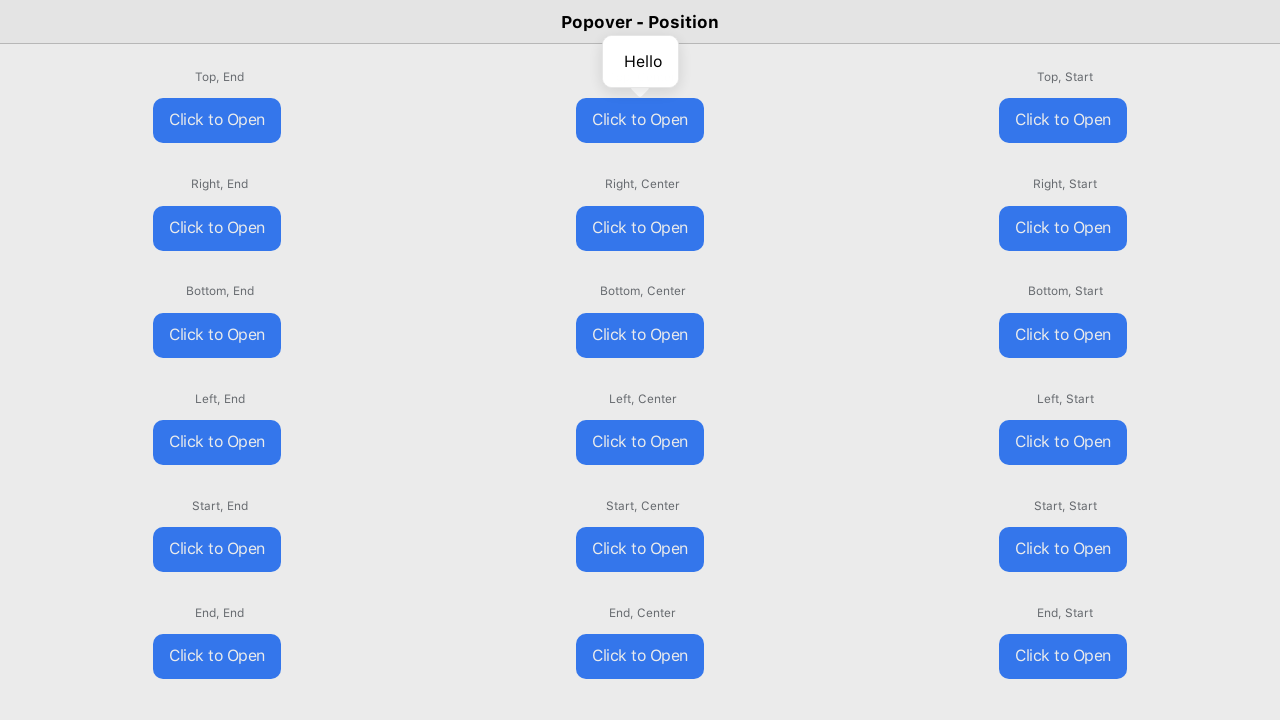 Popover - Position
Hello
Top, End
Top, Start
Click to Open
Click to Open
Click to Open
Right, End
Right, Center
Right, Start
Click to Open
Click to Open
Click to Open
Bottom, End
Bottom, Center
Bottom, Start
Click to Open
Click to Open
Click to Open
Left, End
Left, Center
Left, Start
Click to Open
Click to Open
Click to Open
Start, End
Start, Center
Start, Start
Click to Open
Click to Open
Click to Open
End, End
End, Center
End, Start
Click to Open
Click to Open
Click to Open